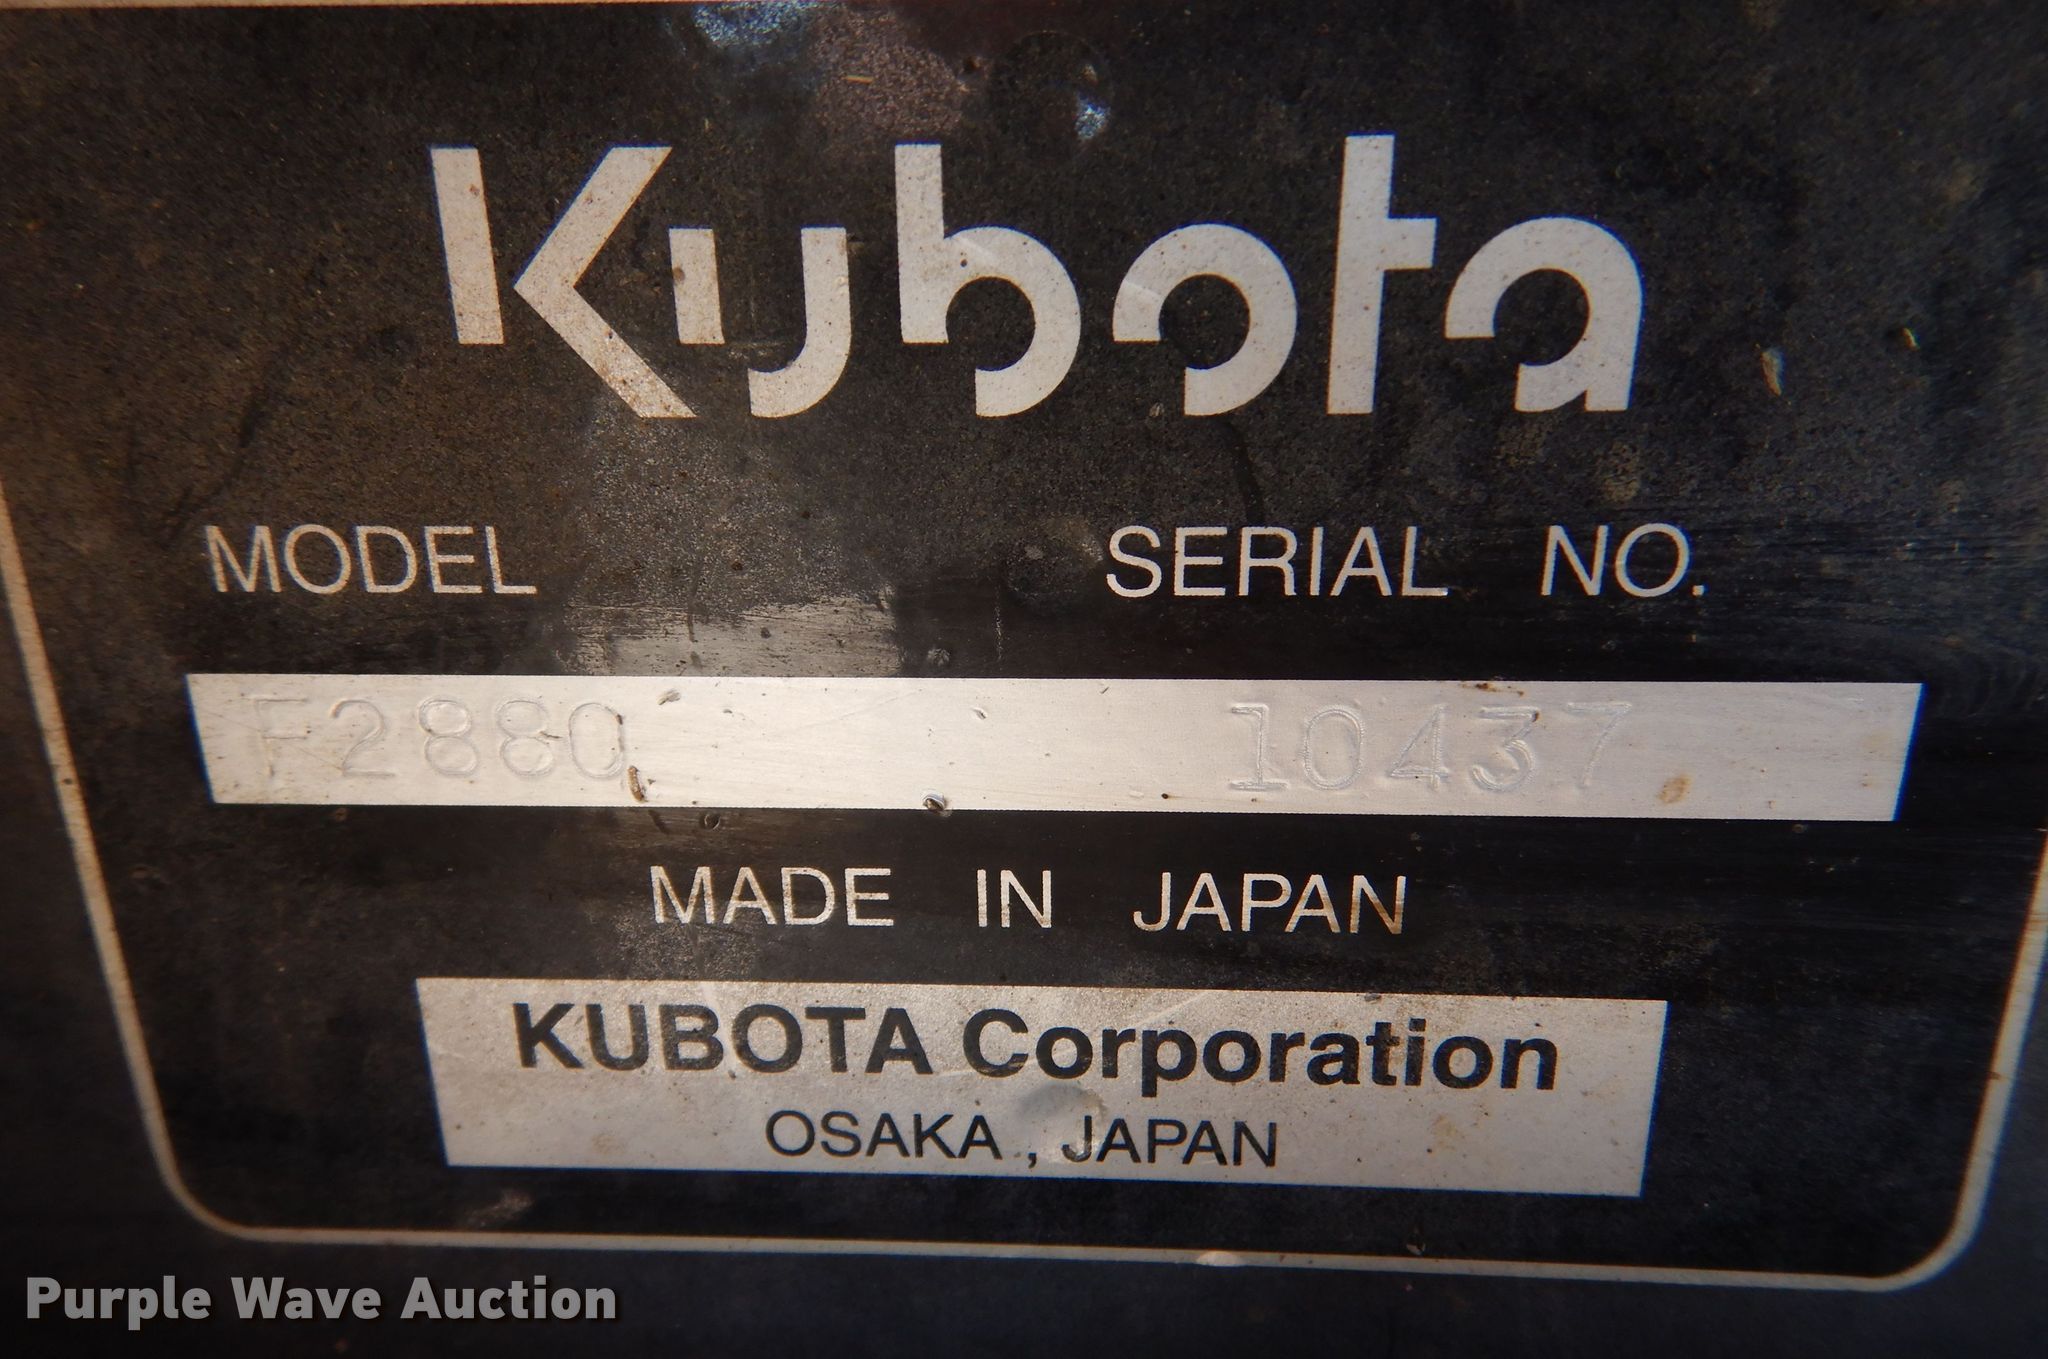 Kubota
MODEL SERIAL NO.
F2880 10437
MADE IN JAPAN
KUBOTA Corporation
OSAKA, JAPAN
Purple Wave Auction